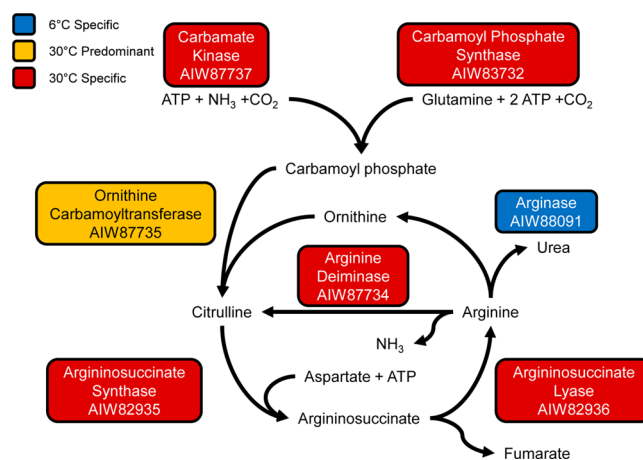 6°C Specific
30°C Predominant
30°C Specific
Carbamate
Kinase
AIW87737
Carbamoyl Phosphate
Synthase
AIW83732
ATP + NH3 +CO2
Glutamine + 2 ATP +CO2
Carbamoyl phosphate
Ornithine
Carbamoyltransferase
AIW87735
Ornithine
Arginase
AIW88091
Urea
Arginine
Deiminase
AIW87734
Citrulline
Arginine
NH3
Argininosuccinate
Synthase
AIW82935
Aspartate + ATP
Argininosuccinate
Argininosuccinate
Lyase
AIW82936
Fumarate